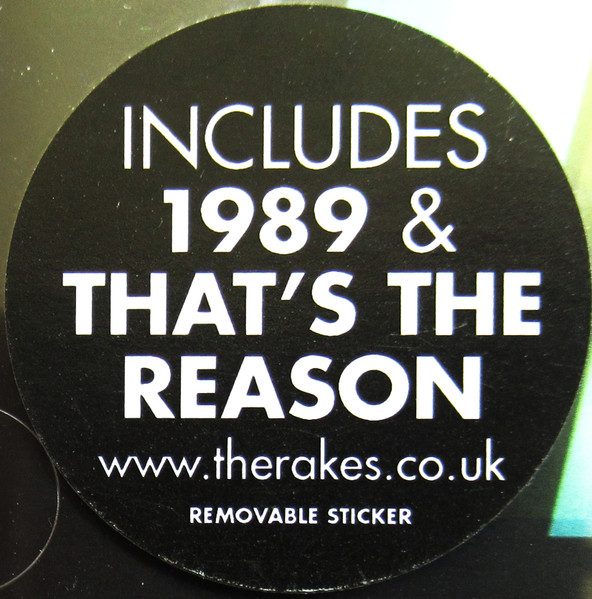 INCLUDES
1989 &
THAT'S THE
REASON
www.therakes.co.uk
REMOVABLE STICKER